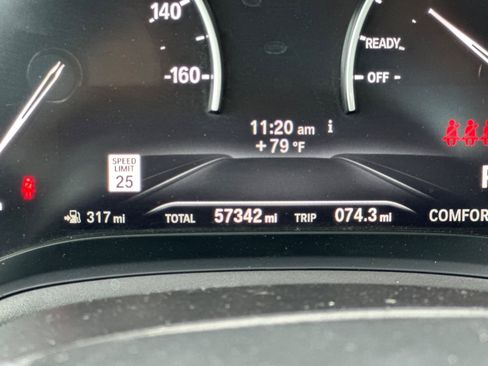 140
-160-
READY
OFF
11:20 am i
+79 °F
SPEED
LIMIT
25
317 mi TOTAL 57342 mi TRIP 074.3 mi COMFOR